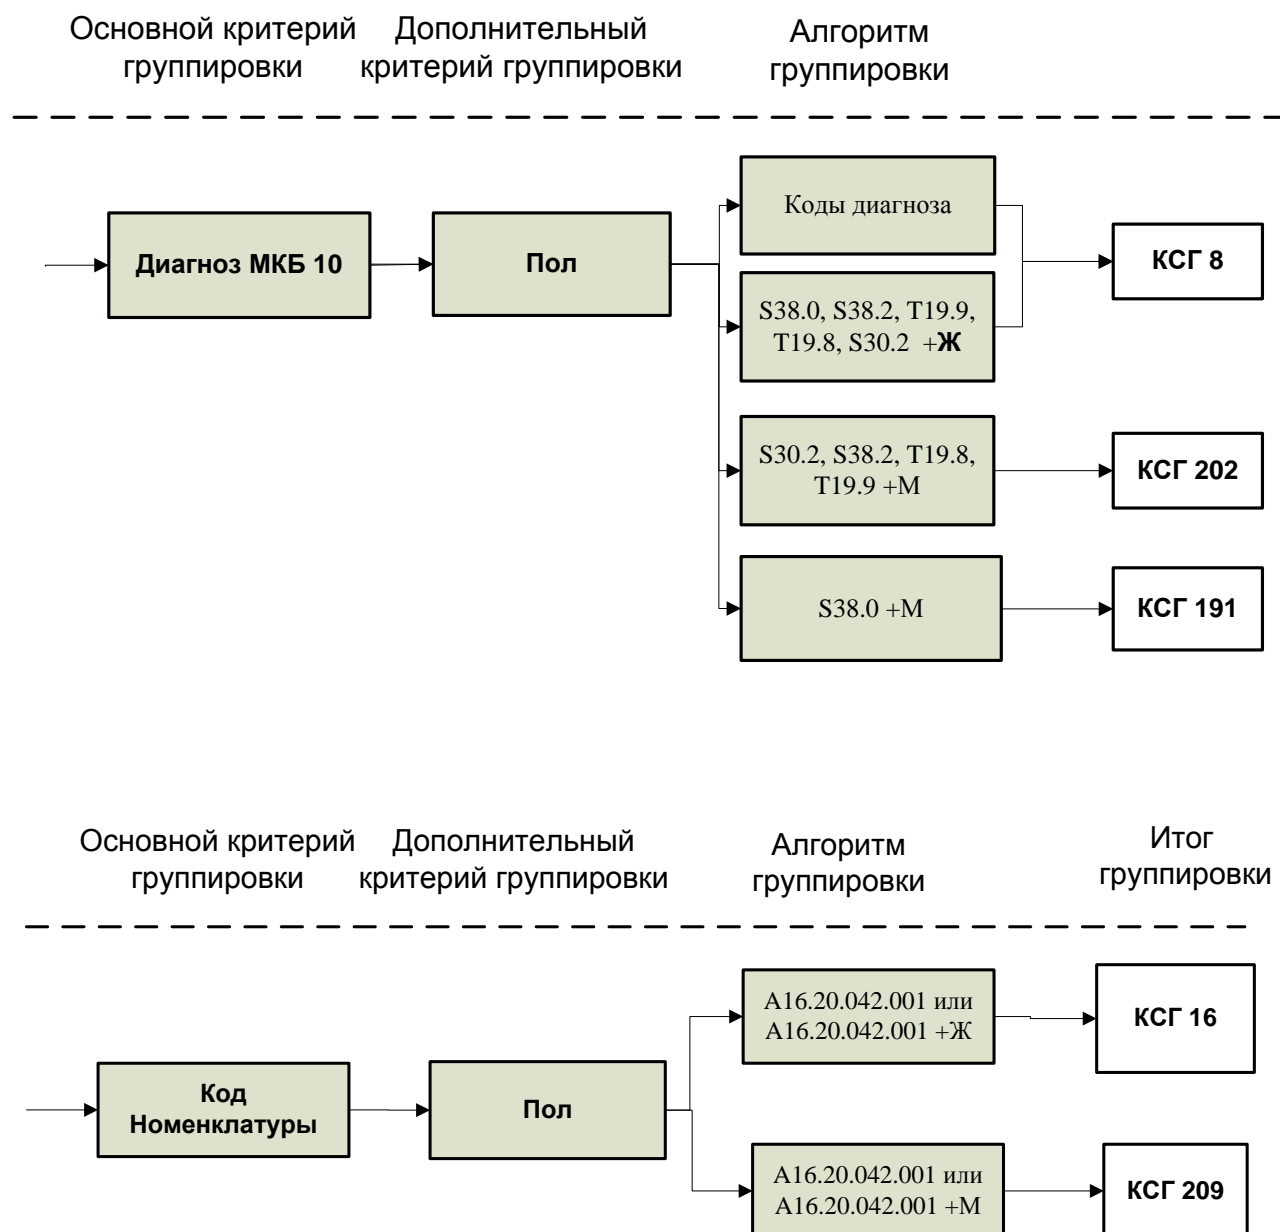 Основной критерий группировки
Дополнительный критерий группировки
Алгоритм группировки
Диагноз МКБ 10
Пол
Коды диагноза
КСГ 8
S38.0, S38.2, T19.9,
T19.8, S30.2 +Ж
S30.2, S38.2, T19.8,
T19.9 +М
КСГ 202
S38.0 +М
КСГ 191
Основной критерий группировки
Дополнительный критерий группировки
Алгоритм группировки
Итог группировки
Код
Номенклатуры
Пол
A16.20.042.001 или
A16.20.042.001 +Ж
КСГ 16
A16.20.042.001 или
A16.20.042.001 +М
КСГ 209